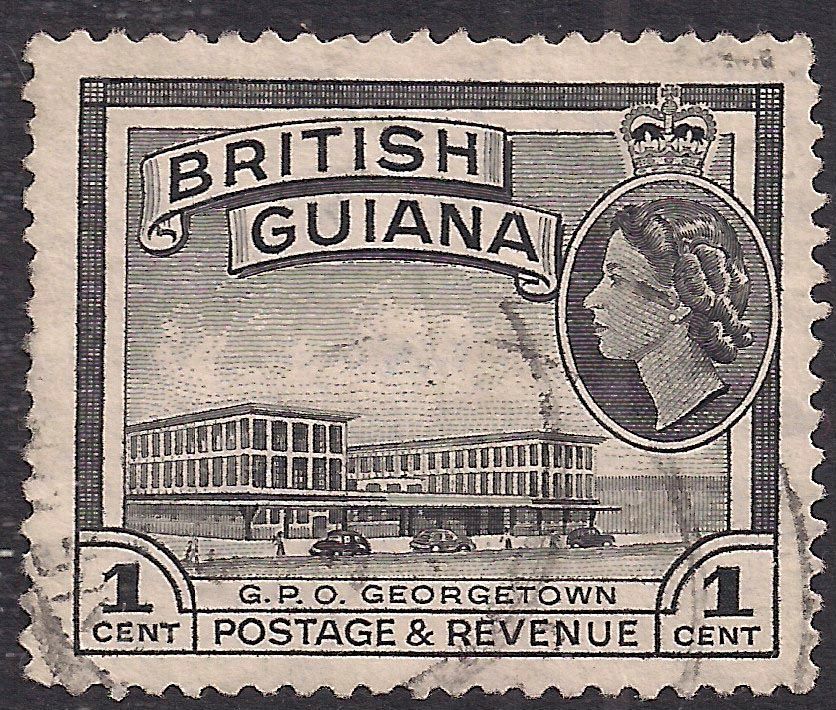 BRITISH
GUIANA
G.P.O. GEORGETOWN
1 CENT
POSTAGE & REVENUE
1 CENT